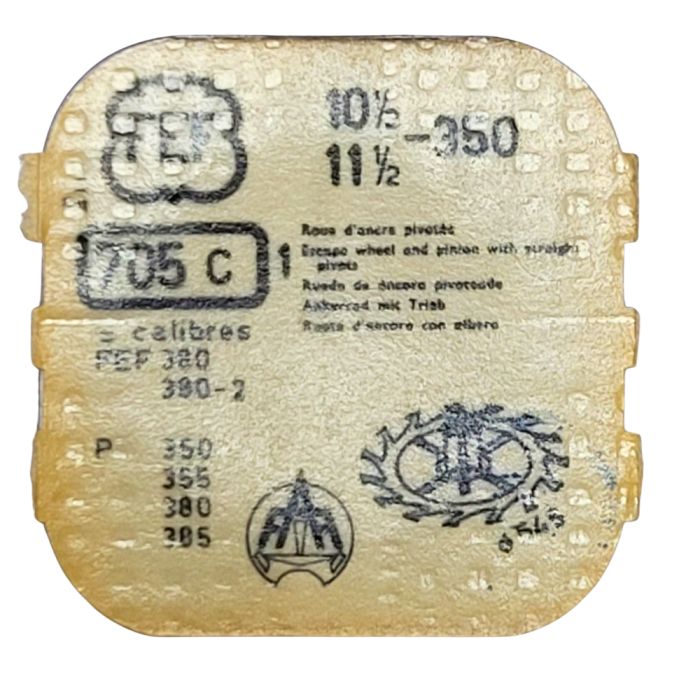 FEF
10½ -350
11½
705 C 1
Roue d'ancre pivotée
Escape wheel and pinion with straight
pivots
Rueda de áncora pivoteada
Ankerrad mit Trieb
Ruota d'ancora con albero
calibres
FEF 380
380-2
P 350
355
380
385